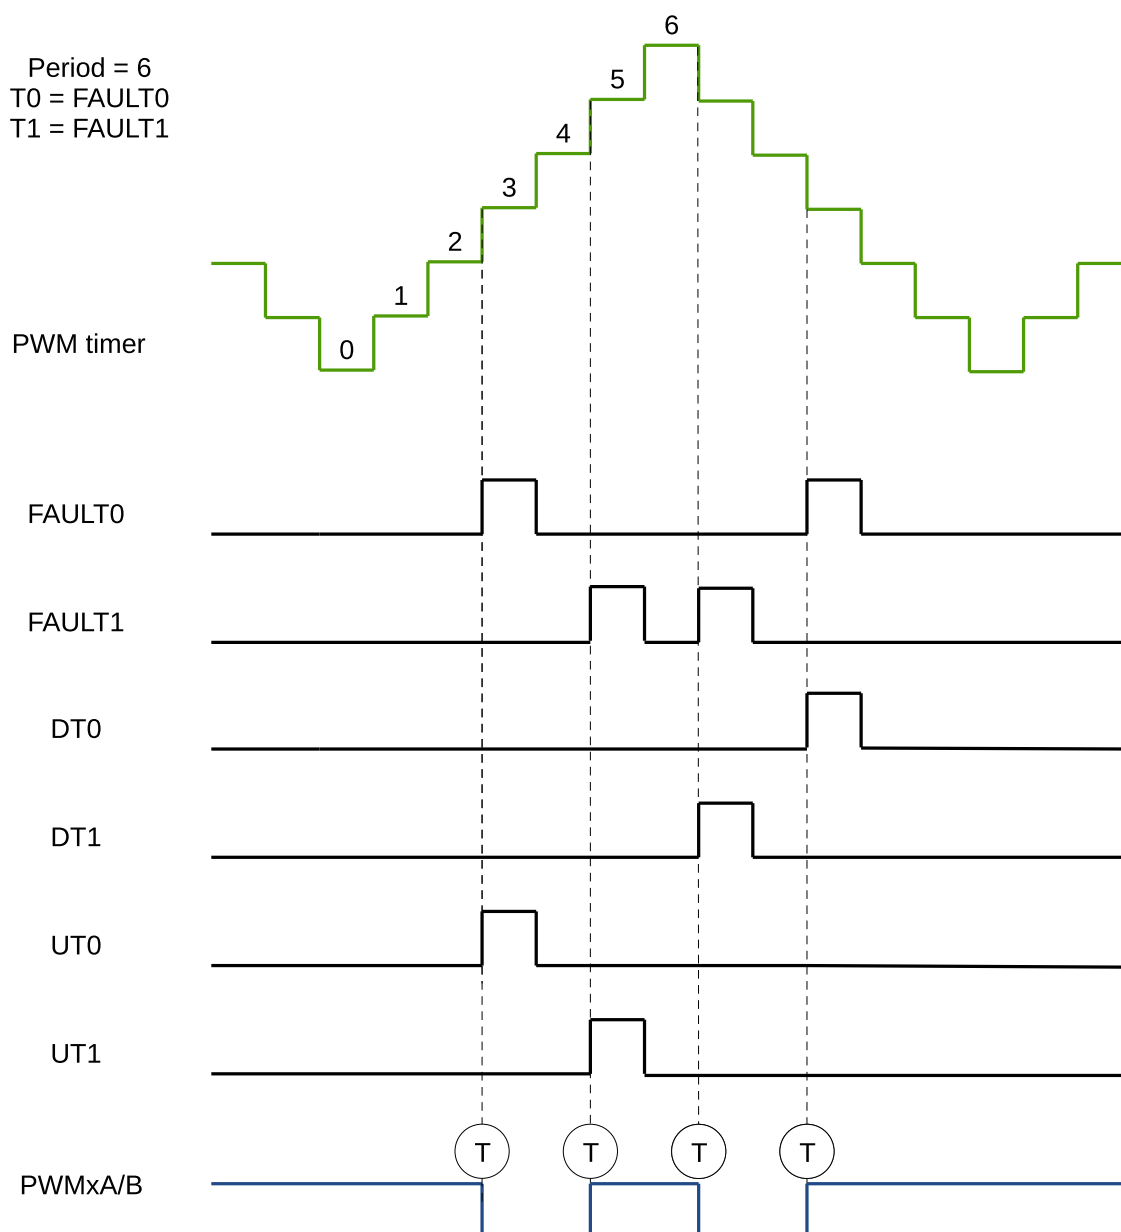 6
Period = 6
T0 = FAULT0
T1 = FAULT1
5
4
3
2
1
0
PWM timer
FAULT0
FAULT1
DT0
DT1
UT0
UT1
T T T T
PWMxA/B